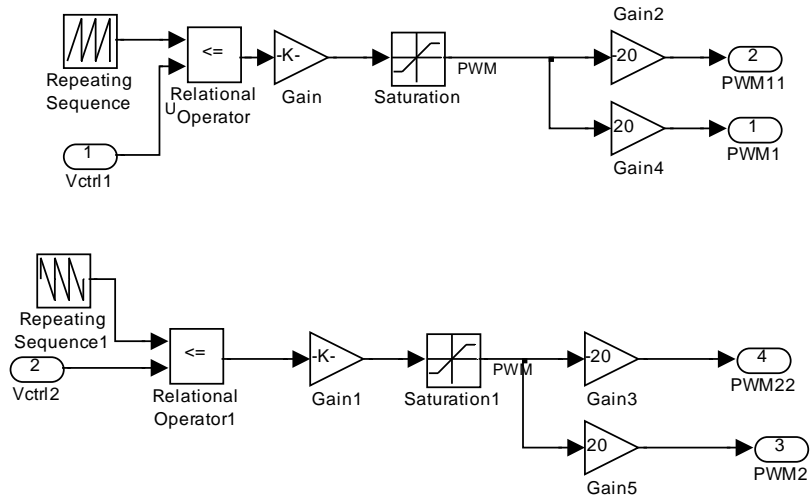 Gain2
<=
-K-
-20
2
Repeating
Sequence
Relational
Operator
U
Gain
Saturation
PWM
PWM11
1
Vctrl1
20
Gain4
1
PWM1
Repeating
Sequence1
<=
2
Vctrl2
Relational
Operator1
-K-
Gain1
Saturation1
PWM
-20
Gain3
4
PWM22
20
Gain5
3
PWM2